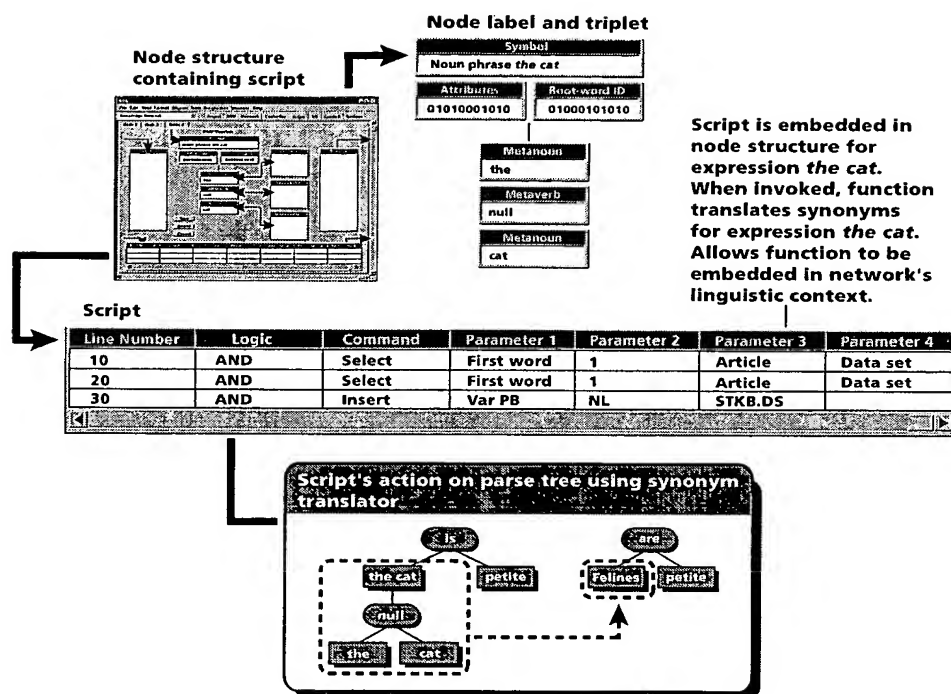 Node label and triplet
Node structure
containing script
Symbol
Noun phrase the cat
Attributes
Root-word ID
01010001010
01000101010
Metanoun
the
Metaverb
null
Metanoun
cat
Script is embedded in
node structure for
expression the cat.
When invoked, function
translates synonyms
for expression the cat.
Allows function to be
embedded in network's
linguistic context.
Script
Line Number Logic Command Parameter 1 Parameter 2 Parameter 3 Parameter 4
10 AND Select First word 1 Article Data set
20 AND Select First word 1 Article Data set
30 AND Insert Var PB NL STKB.DS
Script's action on parse tree using synonym
translator
is
are
the cat
petite
Felines
petite
null
the
cat